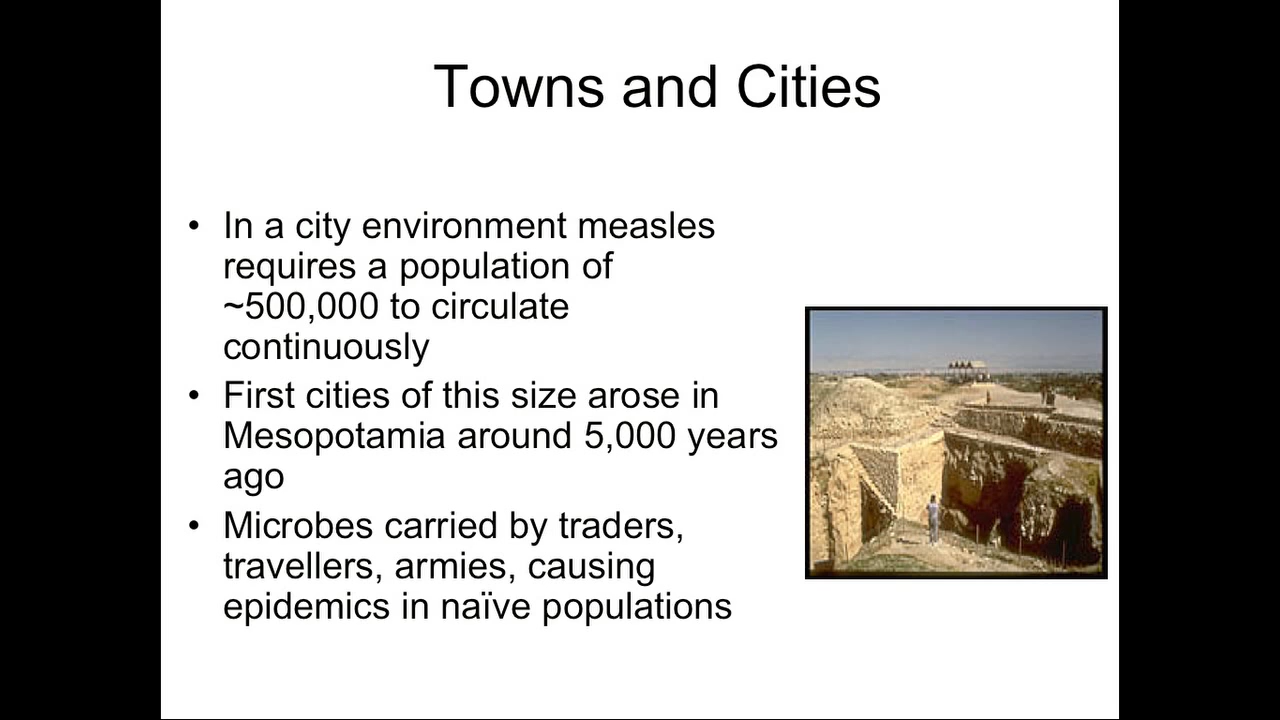 Towns and Cities
• In a city environment measles
requires a population of
~500,000 to circulate
continuously
• First cities of this size arose in
Mesopotamia around 5,000 years
ago
• Microbes carried by traders,
travellers, armies, causing
epidemics in naïve populations